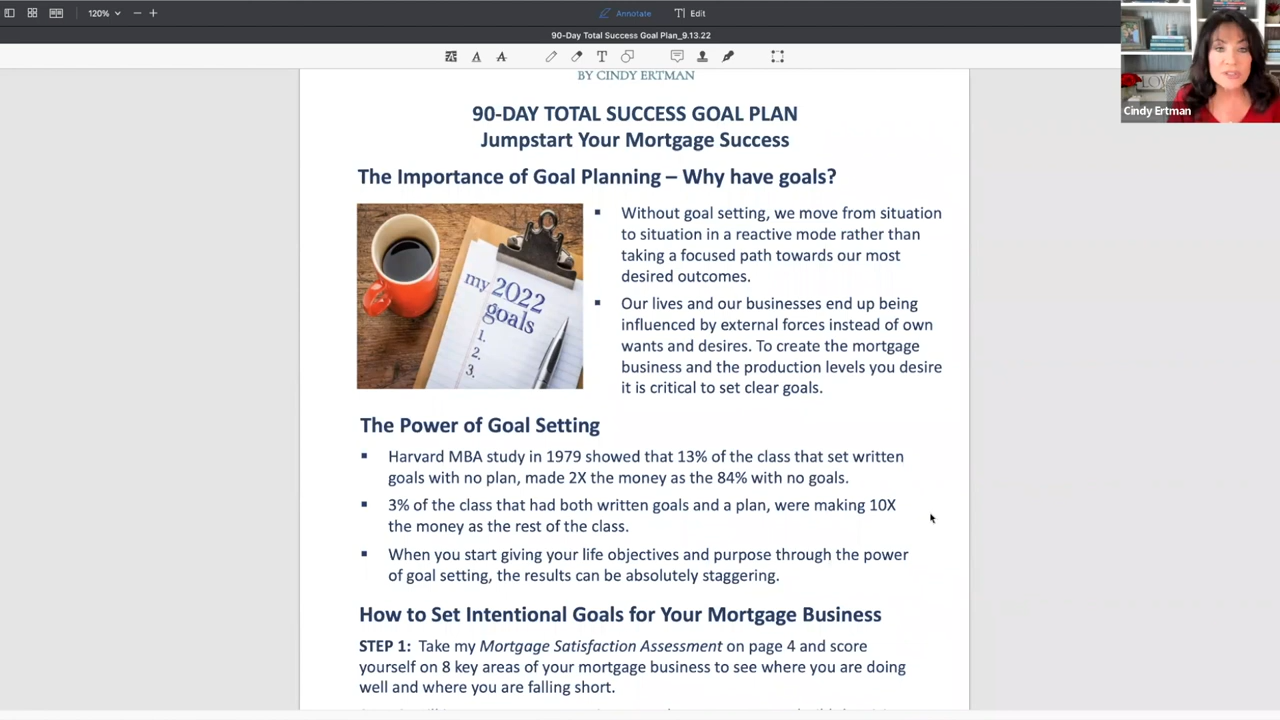 120%
Annotate
Edit
90-Day Total Success Goal Plan_9.13.22
BY CINDY ERTMAN
90-DAY TOTAL SUCCESS GOAL PLAN
Jumpstart Your Mortgage Success
The Importance of Goal Planning – Why have goals?
my 2022
goals
1.
2.
3.
▪ Without goal setting, we move from situation
to situation in a reactive mode rather than
taking a focused path towards our most
desired outcomes.
▪ Our lives and our businesses end up being
influenced by external forces instead of own
wants and desires. To create the mortgage
business and the production levels you desire
it is critical to set clear goals.
The Power of Goal Setting
▪ Harvard MBA study in 1979 showed that 13% of the class that set written
goals with no plan, made 2X the money as the 84% with no goals.
▪ 3% of the class that had both written goals and a plan, were making 10X
the money as the rest of the class.
▪ When you start giving your life objectives and purpose through the power
of goal setting, the results can be absolutely staggering.
How to Set Intentional Goals for Your Mortgage Business
STEP 1: Take my Mortgage Satisfaction Assessment on page 4 and score
yourself on 8 key areas of your mortgage business to see where you are doing
well and where you are falling short.
Cindy Ertman